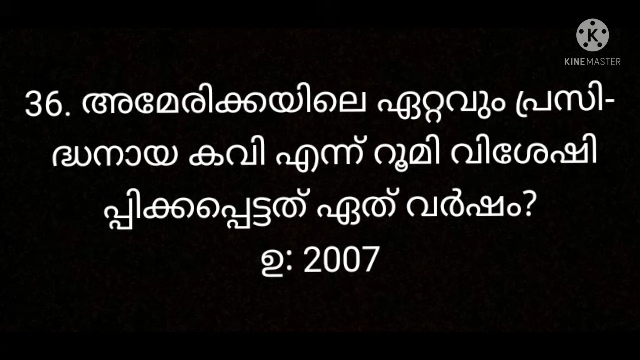 K
KINEMASTER
36. അമേരിക്കയിലെ ഏറ്റവും പ്രസി-
ദ്ധനായ കവി എന്ന് റൂമി വിശേഷി
പ്പിക്കപ്പെട്ടത് ഏത് വർഷം?
ഉ: 2007